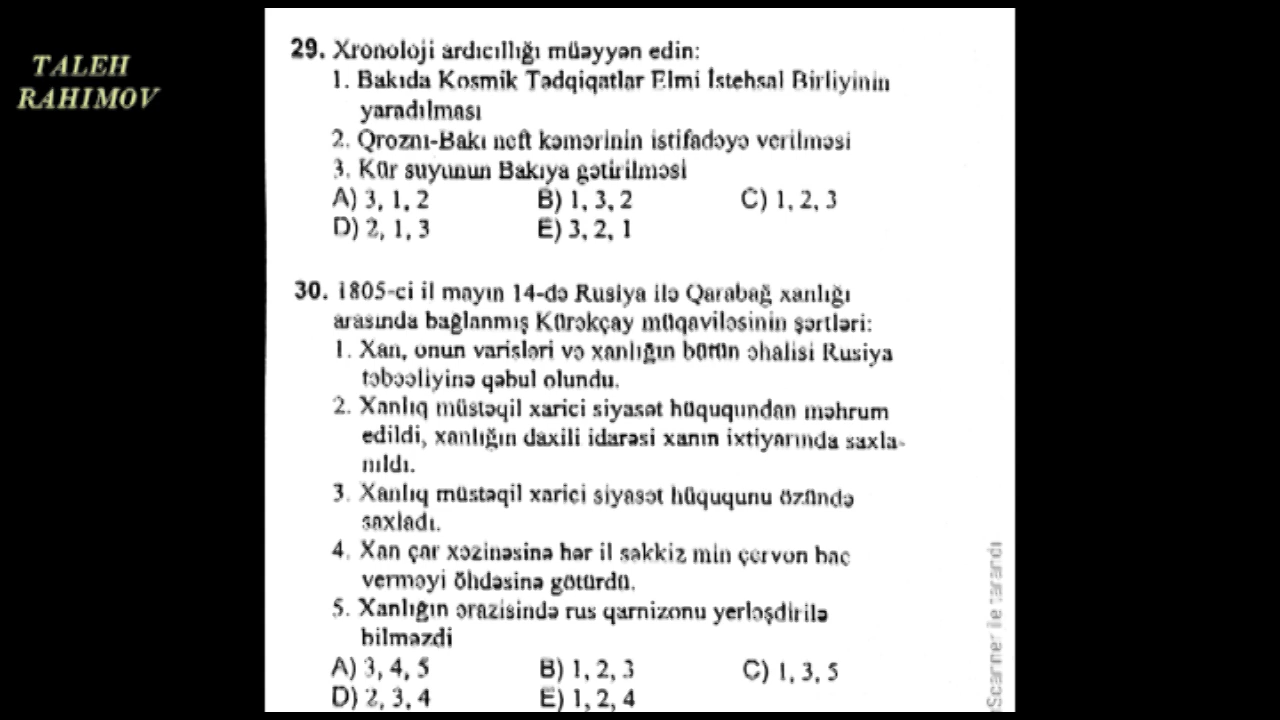 TALEH
RAHIMOV
29. Xronoloji ardıcıllığı müəyyən edin:
1. Bakıda Kosmik Tədqiqatlar Elmi İstehsal Birliyinin
yaradılması
2. Qroznı-Bakı neft kəmərinin istifadəyə verilməsi
3. Kür suyunun Bakıya gətirilməsi
A) 3, 1, 2 B) 1, 3, 2 C) 1, 2, 3
D) 2, 1, 3 E) 3, 2, 1
30. 1805-ci il mayın 14-də Rusiya ilə Qarabağ xanlığı
arasında bağlanmış Kürəkçay müqaviləsinin şərtləri:
1. Xan, onun varisləri və xanlığın bütün əhalisi Rusiya
təbəəliyinə qəbul olundu.
2. Xanlıq müstəqil xarici siyasət hüququndan məhrum
edildi, xanlığın daxili idarəsi xanın ixtiyarında saxla-
nıldı.
3. Xanlıq müstəqil xarici siyasət hüququnu özündə
saxladı.
4. Xan çar xəzinəsinə hər il səkkiz min çervon bac
verməyi öhdəsinə götürdü.
5. Xanlığın ərazisində rus qarnizonu yerləşdirilə
bilməzdi
A) 3, 4, 5 B) 1, 2, 3 C) 1, 3, 5
D) 2, 3, 4 E) 1, 2, 4
Scanner ile tarandı